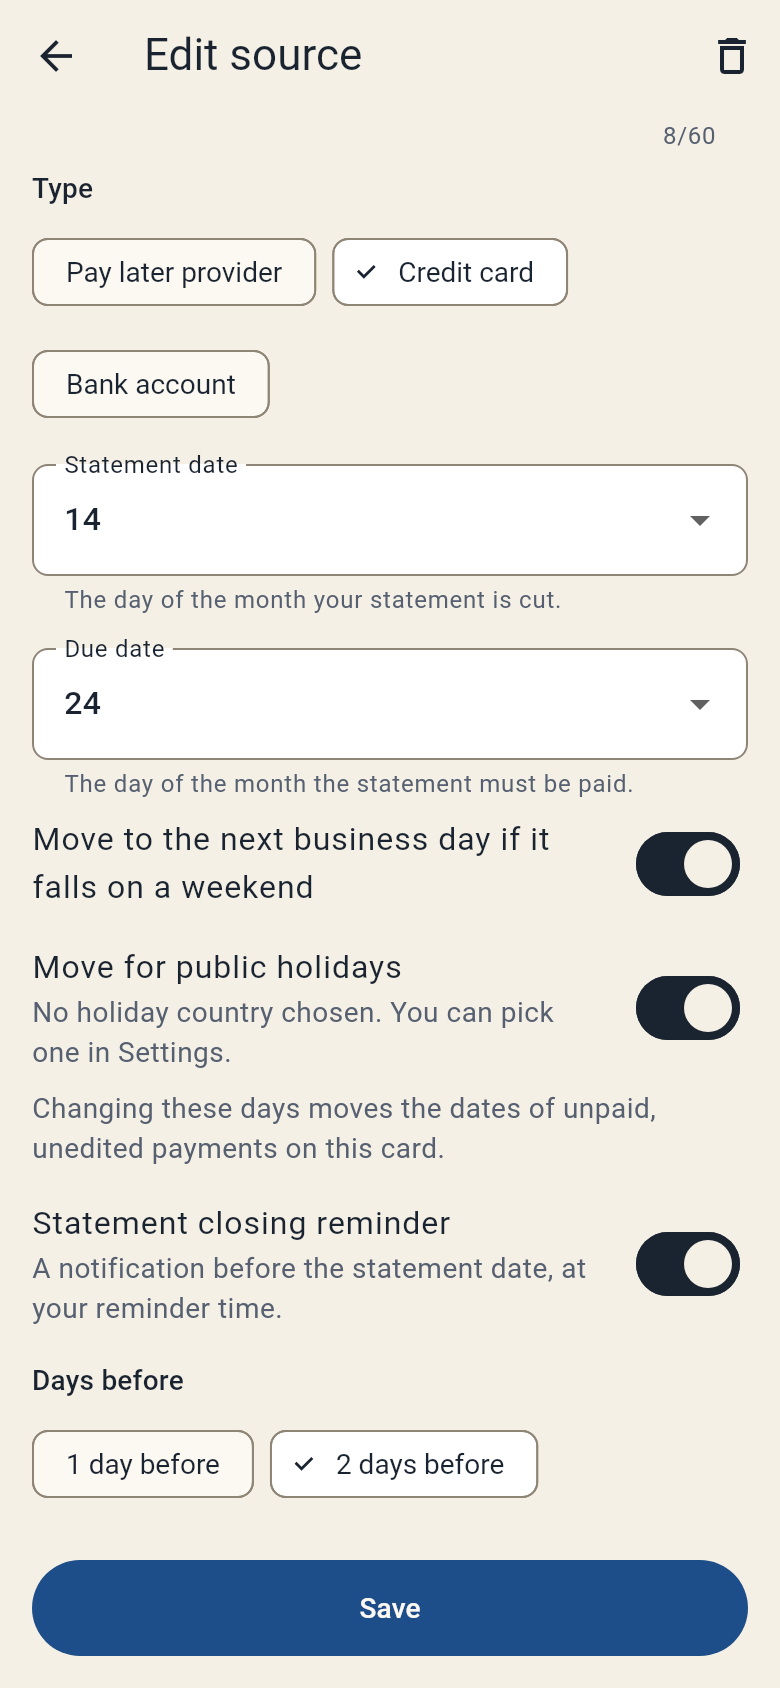 Edit source
8/60
Type
Pay later provider
Credit card
Bank account
Statement date
14
The day of the month your statement is cut.
Due date
24
The day of the month the statement must be paid.
Move to the next business day if it
falls on a weekend
Move for public holidays
No holiday country chosen. You can pick
one in Settings.
Changing these days moves the dates of unpaid,
unedited payments on this card.
Statement closing reminder
A notification before the statement date, at
your reminder time.
Days before
1 day before
2 days before
Save